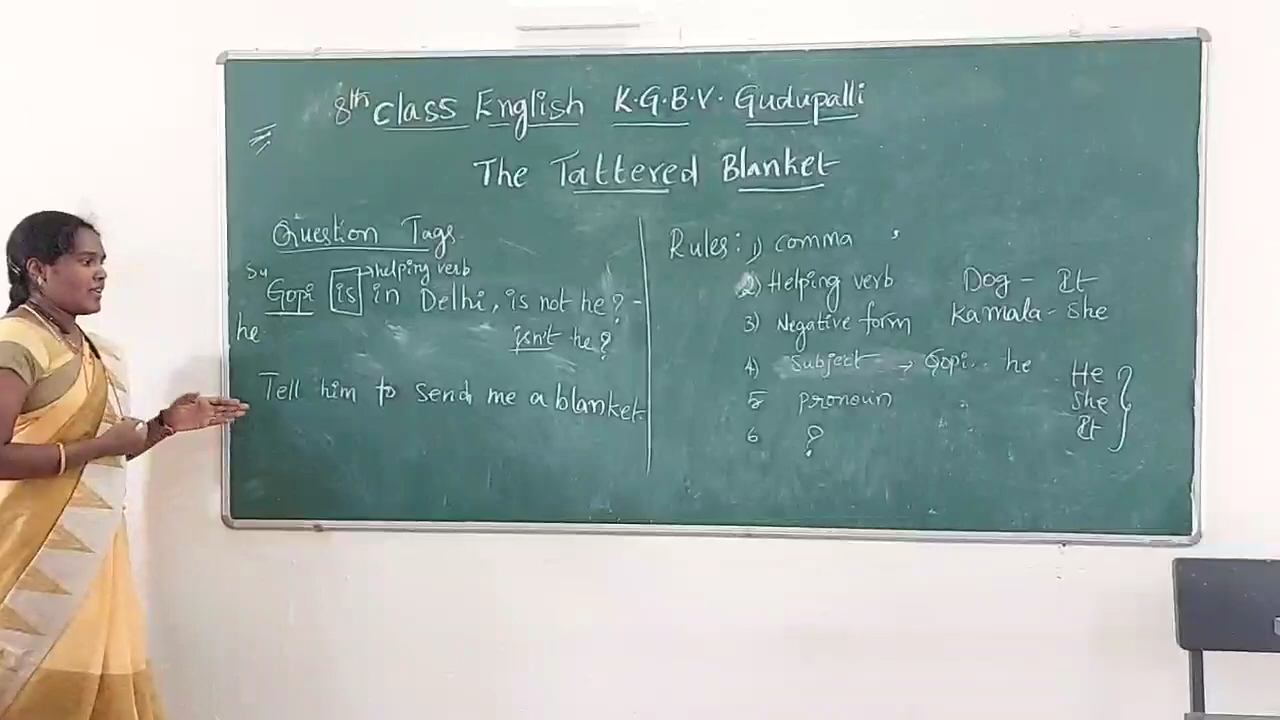 8th Class English K.G.B.V. Gudupalli
The Tattered Blanket
Question Tags.
Su
helping verb
Gopi is in Delhi, is not he? -
he
isn't he?
Tell him to send me a blanket.
Rules: 1) comma ,
2) Helping verb
3) Negative form
4) Subject → Gopi.. he
5 pronoun
6 ?
Dog - It
Kamala - She
He
She
It